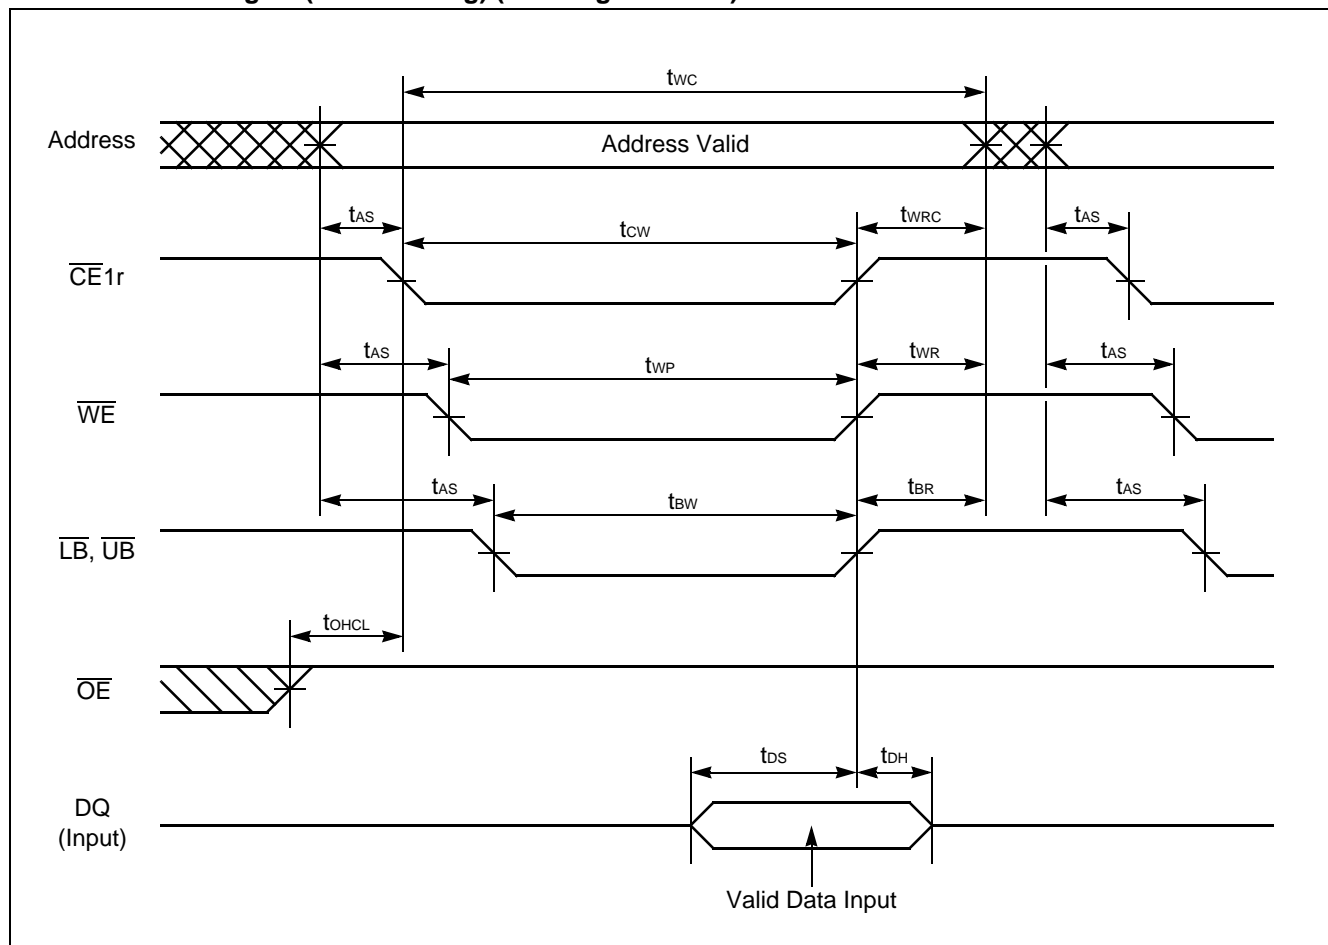 tWC
Address
Address Valid
tAS
tCW
tWRC
tAS
CE1r
tAS
tWP
tWR
tAS
WE
tAS
tBW
tBR
tAS
LB, UB
tOHCL
OE
tDS
tDH
DQ
(Input)
Valid Data Input